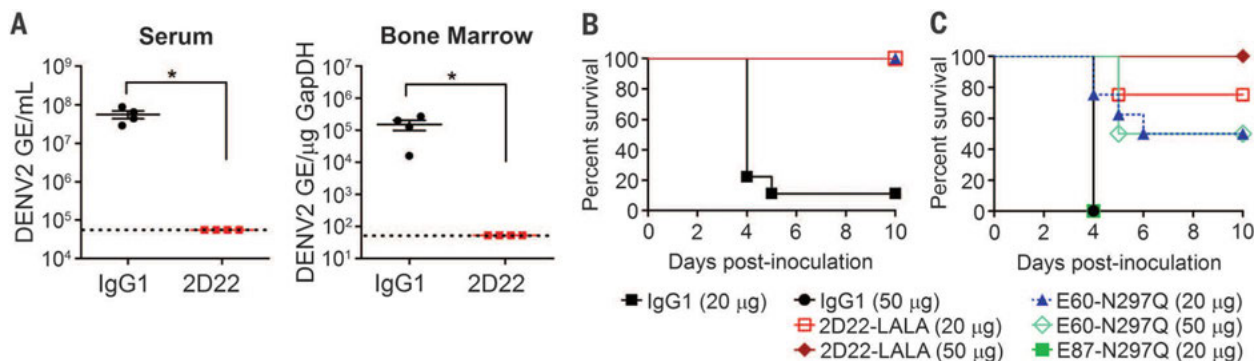 A
Serum
*
DENV2 GE/mL
10⁹
10⁸
10⁷
10⁶
10⁵
10⁴
IgG1 2D22
Bone Marrow
*
DENV2 GE/μg GapDH
10⁷
10⁶
10⁵
10⁴
10³
10²
10¹
IgG1 2D22
B
Percent survival
100
80
60
40
20
0
0 2 4 6 8 10
Days post-inoculation
C
Percent survival
100
80
60
40
20
0
0 2 4 6 8 10
Days post-inoculation
IgG1 (20 μg)
IgG1 (50 μg)
2D22-LALA (20 μg)
2D22-LALA (50 μg)
E60-N297Q (20 μg)
E60-N297Q (50 μg)
E87-N297Q (20 μg)